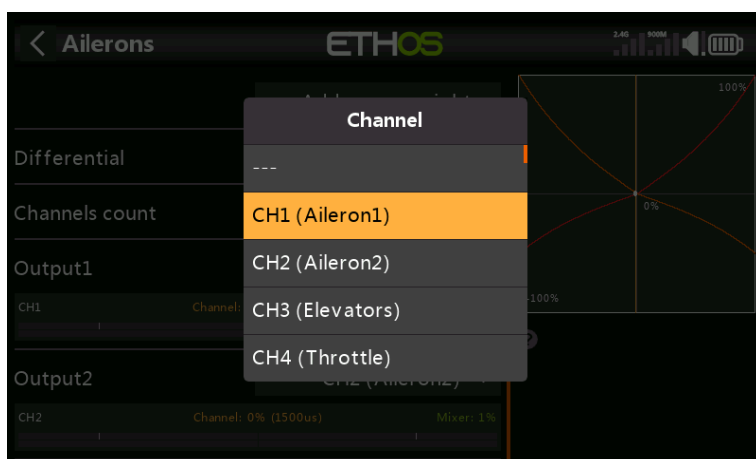 Ailerons
ETHOS
2.4G 900M
Channel
---
CH1 (Aileron1)
CH2 (Aileron2)
CH3 (Elevators)
CH4 (Throttle)
Differential
Channels count
Output1
CH1 Channel:
Output2
CH2 (Aileron2)
CH2 Channel: 0% (1500us) Mixer: 1%
100%
0%
-100%